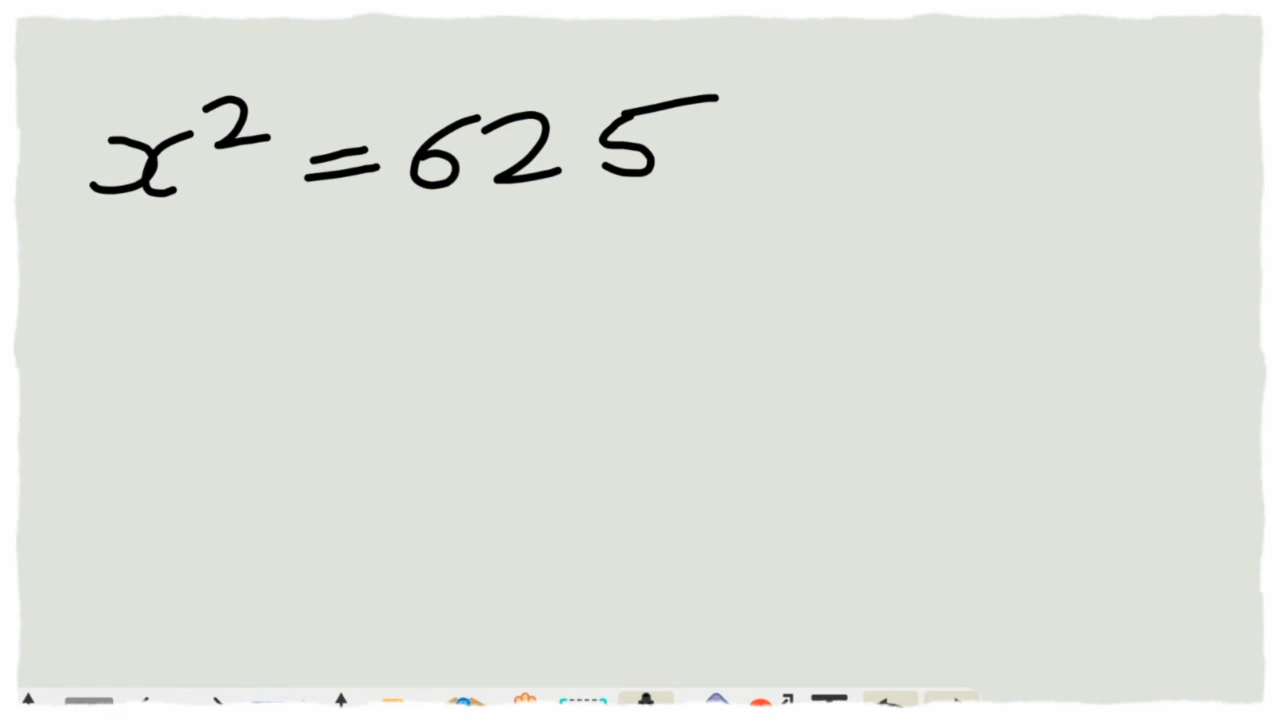 x² = 625